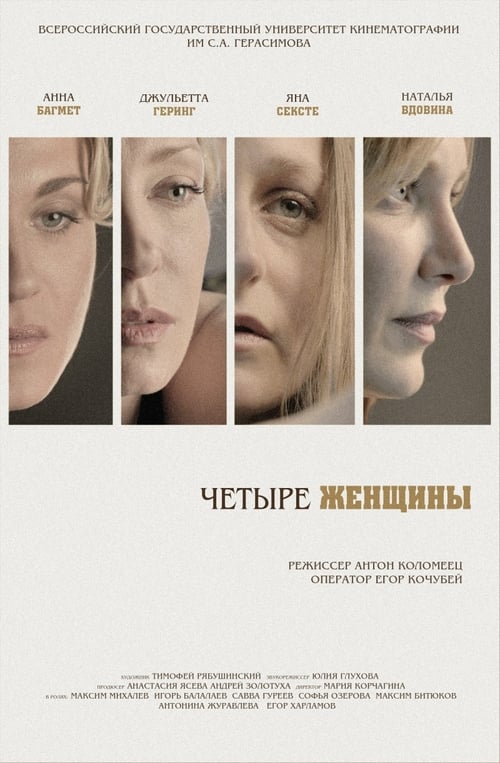 ВСЕРОССИЙСКИЙ ГОСУДАРСТВЕННЫЙ УНИВЕРСИТЕТ КИНЕМАТОГРАФИИ
ИМ С.А. ГЕРАСИМОВА
АННА
БАГМЕТ
ДЖУЛЬЕТТА
ГЕРИНГ
ЯНА
СЕКСТЕ
НАТАЛЬЯ
ВДОВИНА
ЧЕТЫРЕ ЖЕНЩИНЫ
РЕЖИССЕР АНТОН КОЛОМЕЕЦ
ОПЕРАТОР ЕГОР КОЧУБЕЙ
ХУДОЖНИК ТИМОФЕЙ РЯБУШИНСКИЙ ЗВУКОРЕЖИССЕР ЮЛИЯ ГЛУХОВА
ПРОДЮСЕР АНАСТАСИЯ ЯСЕВА АНДРЕЙ ЗОЛОТУХА ДИРЕКТОР МАРИЯ КОРЧАГИНА
В РОЛЯХ: МАКСИМ МИХАЛЕВ ИГОРЬ БАЛАЛАЕВ САВВА ГУРЕЕВ СОФЬЯ ОЗЕРОВА МАКСИМ БИТЮКОВ
АНТОНИНА ЖУРАВЛЕВА ЕГОР ХАРЛАМОВ